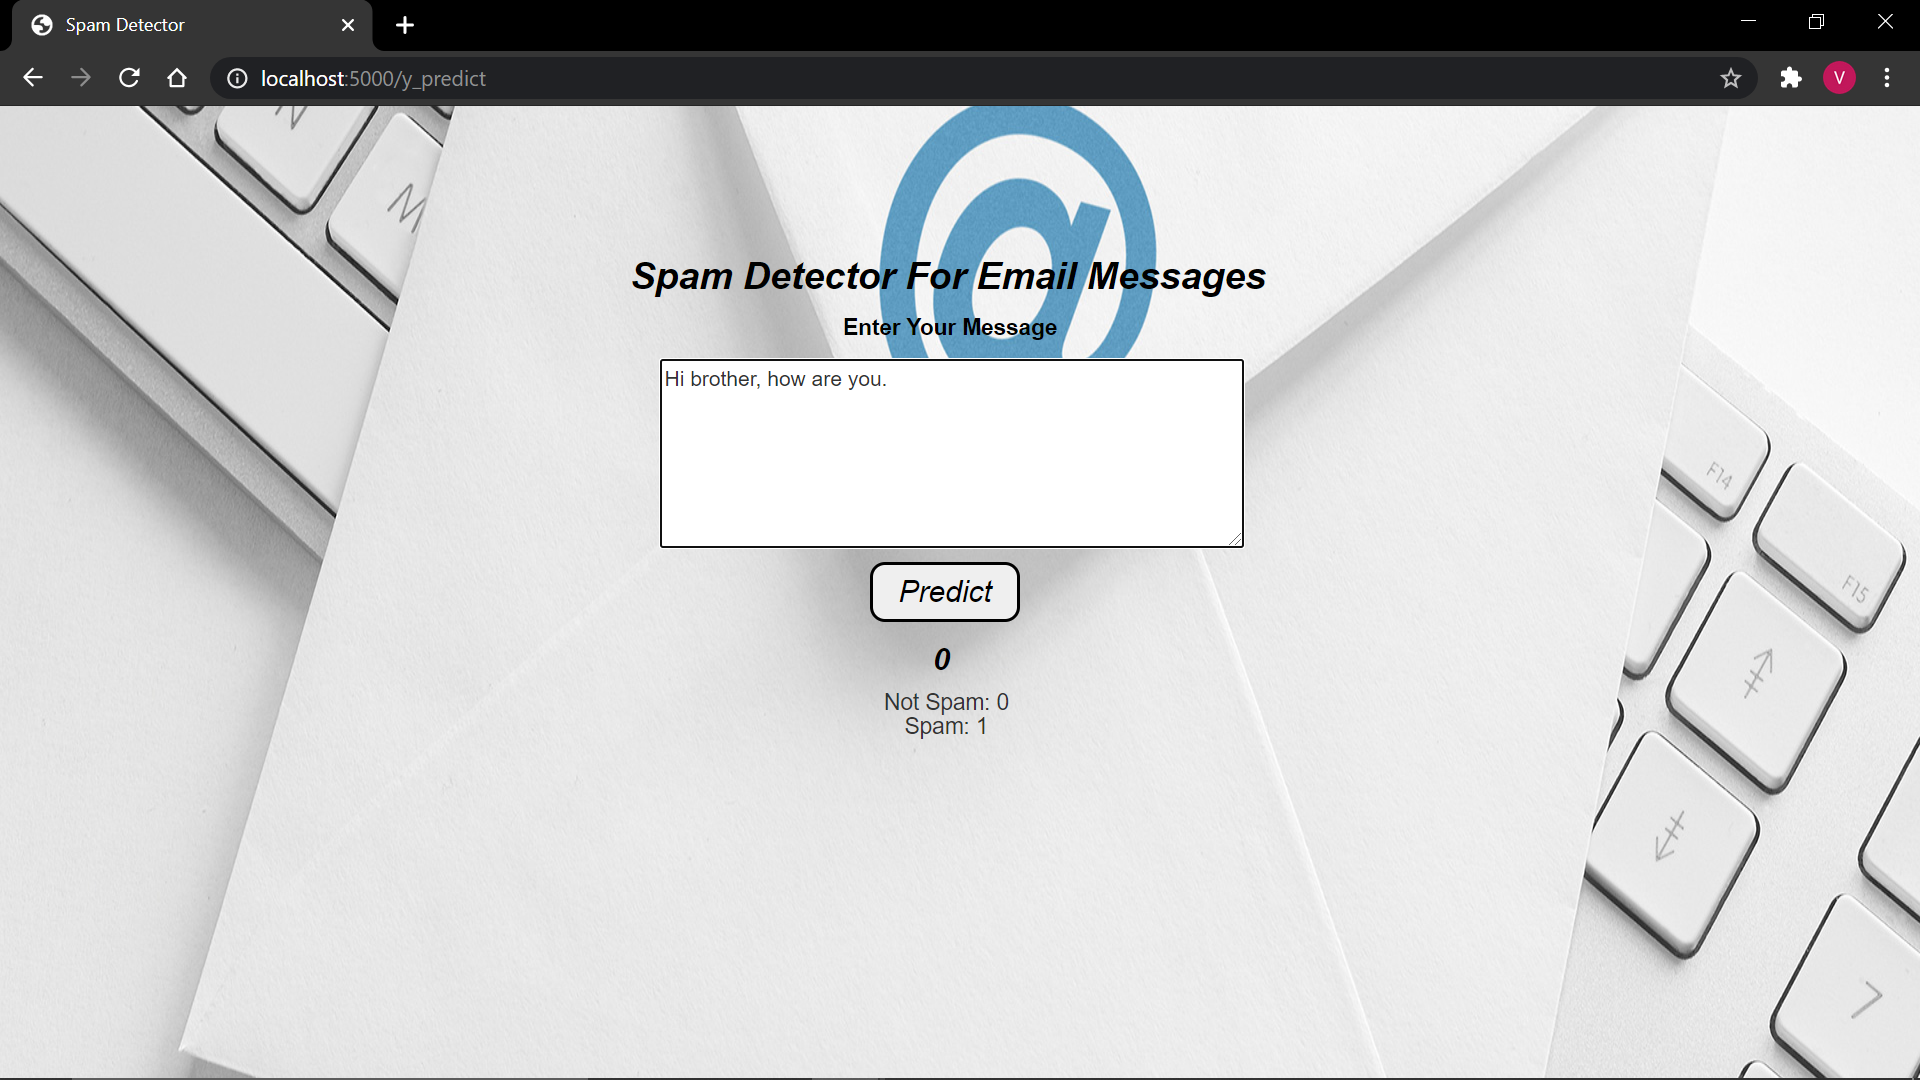 Spam Detector
localhost:5000/y_predict
V
N
M
@
Spam Detector For Email Messages
Enter Your Message
Hi brother, how are you.
Predict
0
Not Spam: 0
Spam: 1
F14
F15